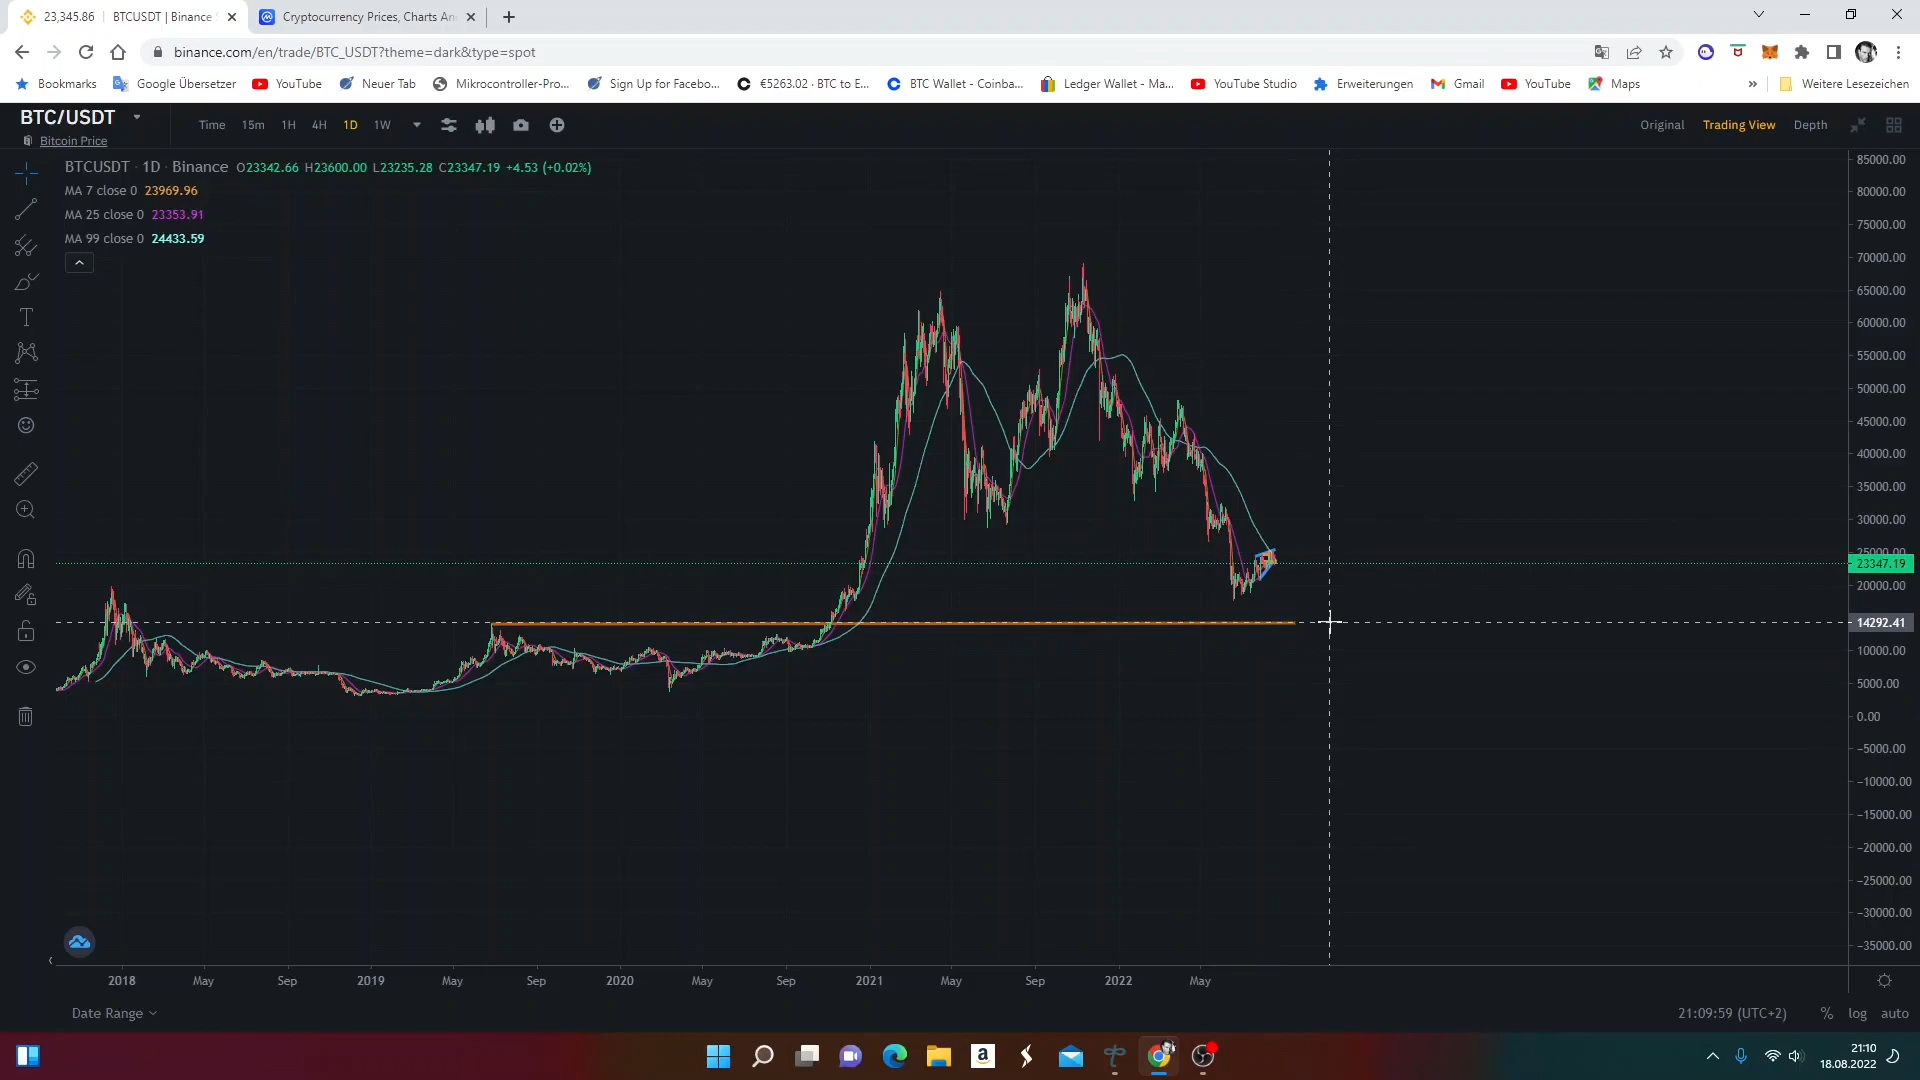 23,345.86 | BTCUSDT | Binance
Cryptocurrency Prices, Charts An
binance.com/en/trade/BTC_USDT?theme=dark&type=spot
Bookmarks Google Übersetzer YouTube Neuer Tab Mikrocontroller-Pro... Sign Up for Facebo... €5263.02 · BTC to E... BTC Wallet - Coinba... Ledger Wallet - Ma... YouTube Studio Erweiterungen Gmail YouTube Maps » Weitere Lesezeichen
BTC/USDT
Bitcoin Price
Time 15m 1H 4H 1D 1W
Original Trading View Depth
BTCUSDT · 1D · Binance O23342.66 H23600.00 L23235.28 C23347.19 +4.53 (+0.02%)
MA 7 close 0 23969.96
MA 25 close 0 23353.91
MA 99 close 0 24433.59
85000.00
80000.00
75000.00
70000.00
65000.00
60000.00
55000.00
50000.00
45000.00
40000.00
35000.00
30000.00
25000.00
23347.19
20000.00
14292.41
10000.00
5000.00
0.00
-5000.00
-10000.00
-15000.00
-20000.00
-25000.00
-30000.00
-35000.00
2018 May Sep 2019 May Sep 2020 May Sep 2021 May Sep 2022 May
Date Range
21:09:59 (UTC+2) % log auto
21:10
18.08.2022